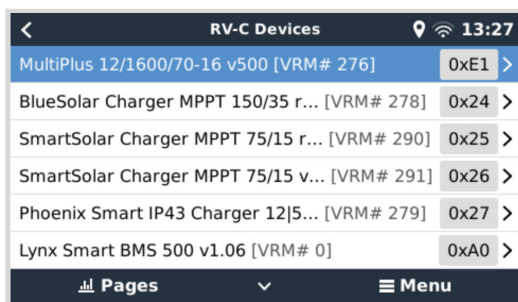 RV-C Devices 13:27
MultiPlus 12/1600/70-16 v500 [VRM# 276] 0xE1
BlueSolar Charger MPPT 150/35 r... [VRM# 278] 0x24
SmartSolar Charger MPPT 75/15 r... [VRM# 290] 0x25
SmartSolar Charger MPPT 75/15 v... [VRM# 291] 0x26
Phoenix Smart IP43 Charger 12|5... [VRM# 279] 0x27
Lynx Smart BMS 500 v1.06 [VRM# 0] 0xA0
Pages Menu